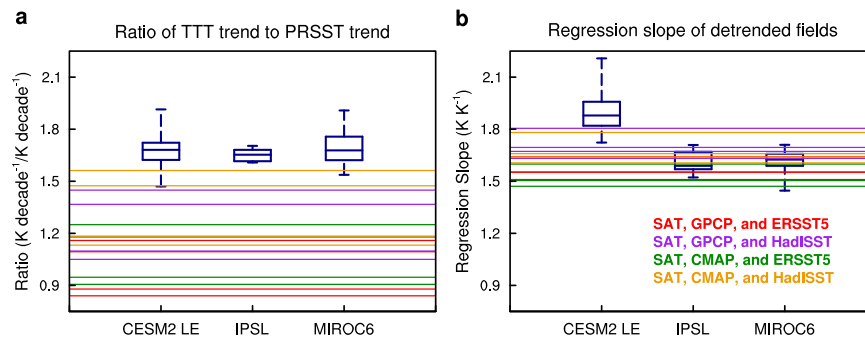 a
Ratio of TTT trend to PRSST trend
Ratio (K decade⁻¹/K decade⁻¹)
2.1
1.8
1.5
1.2
0.9
CESM2 LE IPSL MIROC6
b
Regression slope of detrended fields
Regression Slope (K K⁻¹)
2.1
1.8
1.5
1.2
0.9
SAT, GPCP, and ERSST5
SAT, GPCP, and HadISST
SAT, CMAP, and ERSST5
SAT, CMAP, and HadISST
CESM2 LE IPSL MIROC6